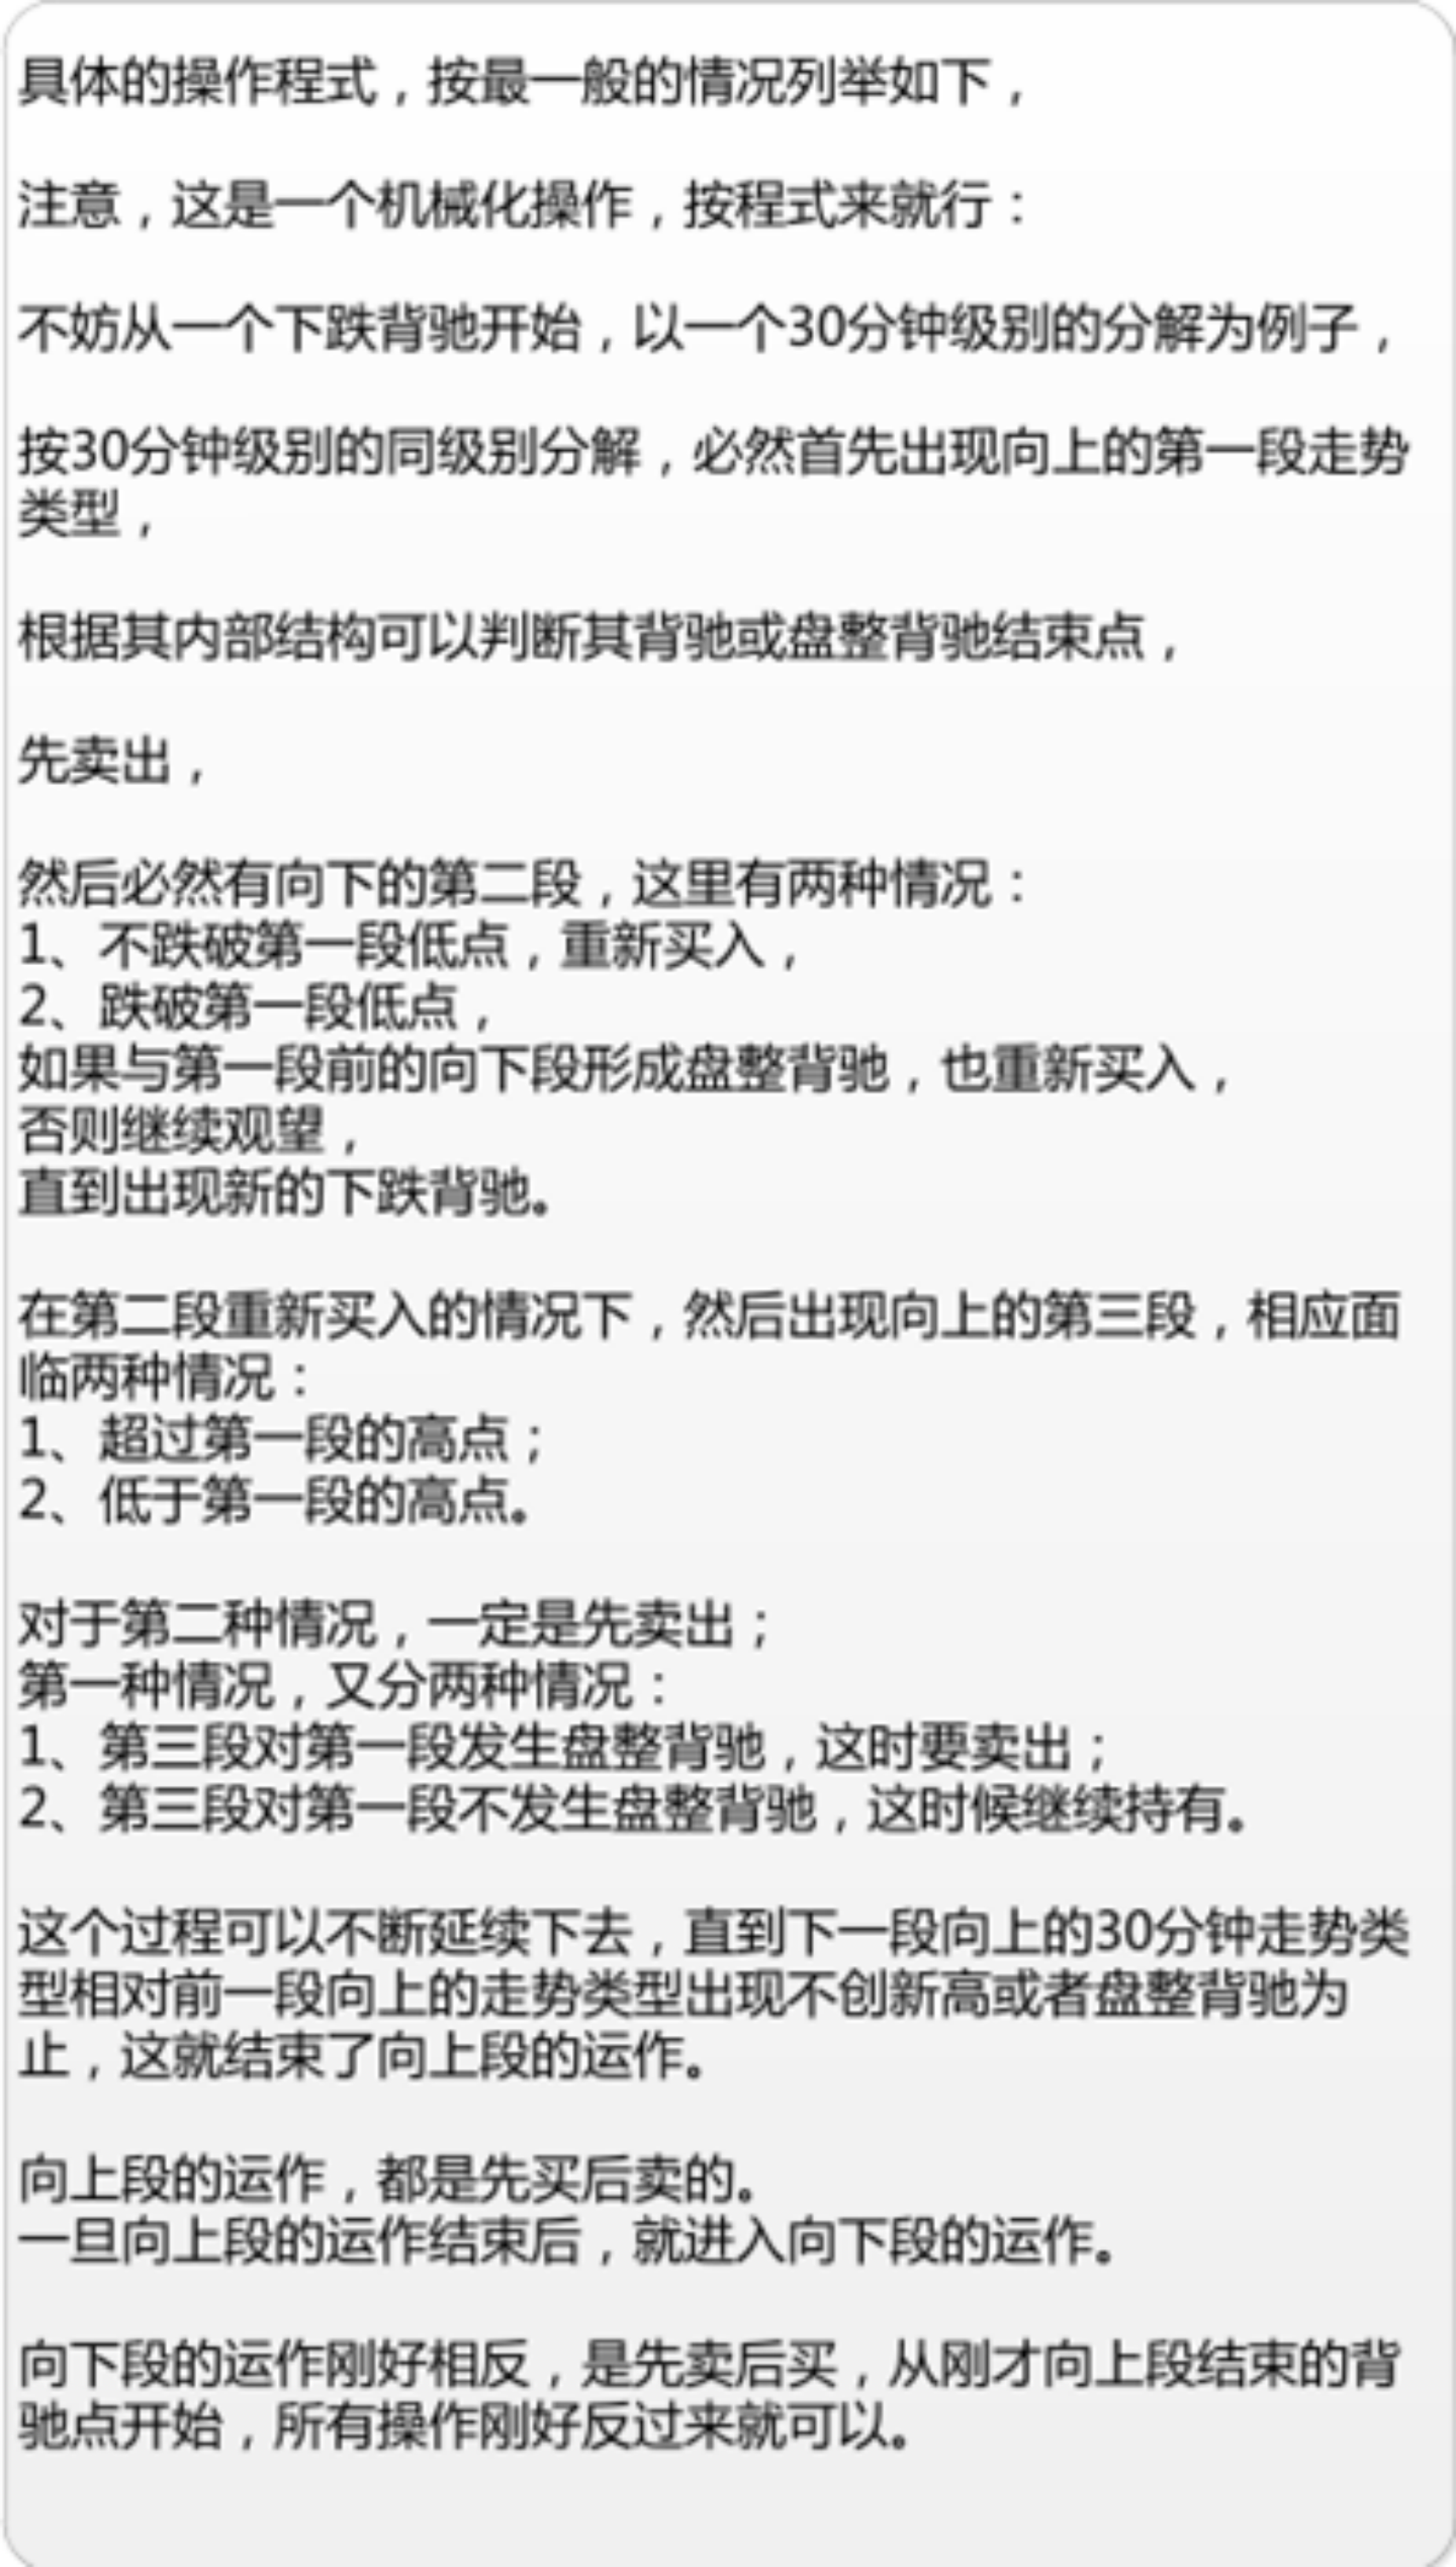 具体的操作程式，按最一般的情况列举如下，
注意，这是一个机械化操作，按程式来就行：
不妨从一个下跌背驰开始，以一个30分钟级别的分解为例子，
按30分钟级别的同级别分解，必然首先出现向上的第一段走势
类型，
根据其内部结构可以判断其背驰或盘整背驰结束点，
先卖出，
然后必然有向下的第二段，这里有两种情况：
1、不跌破第一段低点，重新买入，
2、跌破第一段低点，
如果与第一段前的向下段形成盘整背驰，也重新买入，
否则继续观望，
直到出现新的下跌背驰。
在第二段重新买入的情况下，然后出现向上的第三段，相应面
临两种情况：
1、超过第一段的高点；
2、低于第一段的高点。
对于第二种情况，一定是先卖出；
第一种情况，又分两种情况：
1、第三段对第一段发生盘整背驰，这时要卖出；
2、第三段对第一段不发生盘整背驰，这时候继续持有。
这个过程可以不断延续下去，直到下一段向上的30分钟走势类
型相对前一段向上的走势类型出现不创新高或者盘整背驰为
止，这就结束了向上段的运作。
向上段的运作，都是先买后卖的。
一旦向上段的运作结束后，就进入向下段的运作。
向下段的运作刚好相反，是先卖后买，从刚才向上段结束的背
驰点开始，所有操作刚好反过来就可以。